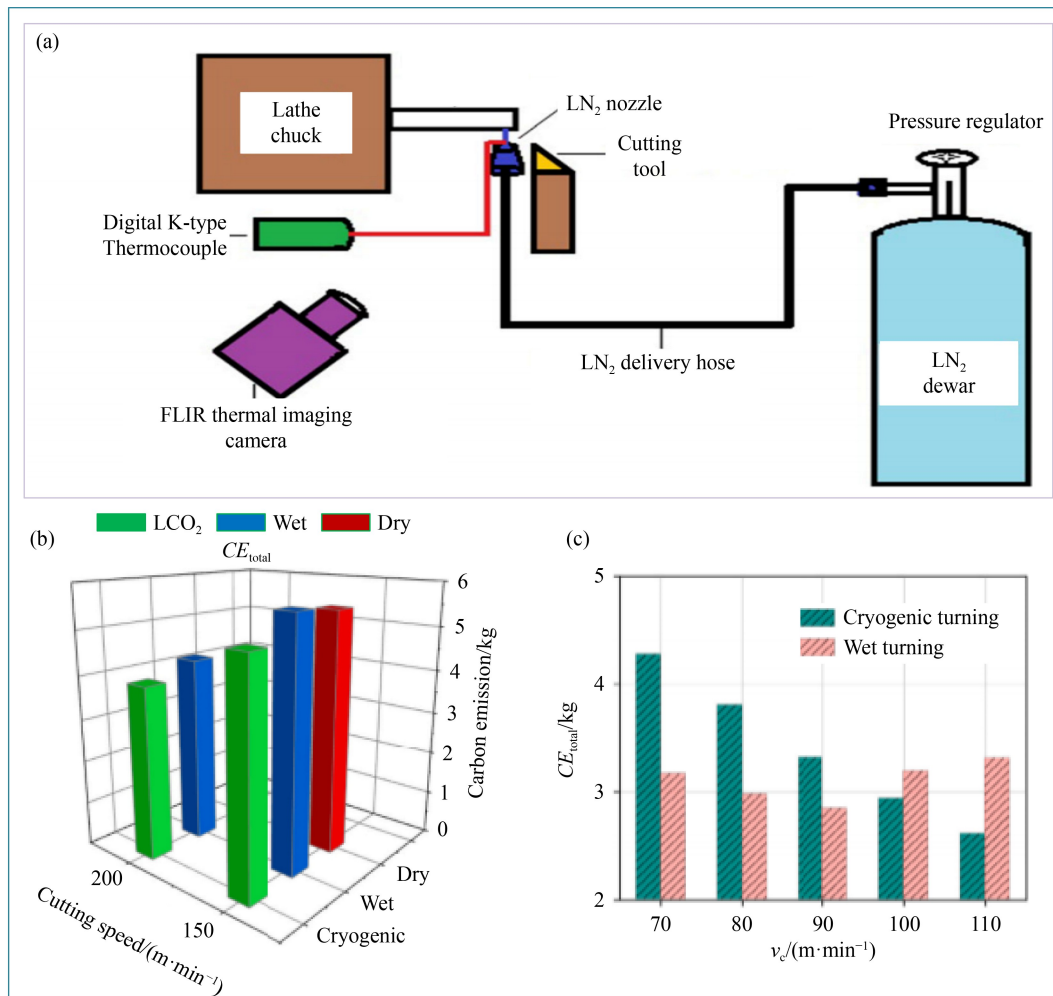 (a)
Lathe
chuck
LN₂ nozzle
Cutting
tool
Pressure regulator
Digital K-type
Thermocouple
LN₂ delivery hose
LN₂
dewar
FLIR thermal imaging
camera
LCO₂ Wet Dry
(b)
CE_total
6
5
4
3
2
1
0
Carbon emission/kg
200
150
Cutting speed/(m·min⁻¹)
Dry
Wet
Cryogenic
(c)
5
4
3
2
CE_total/kg
Cryogenic turning
Wet turning
70 80 90 100 110
v_c/(m·min⁻¹)